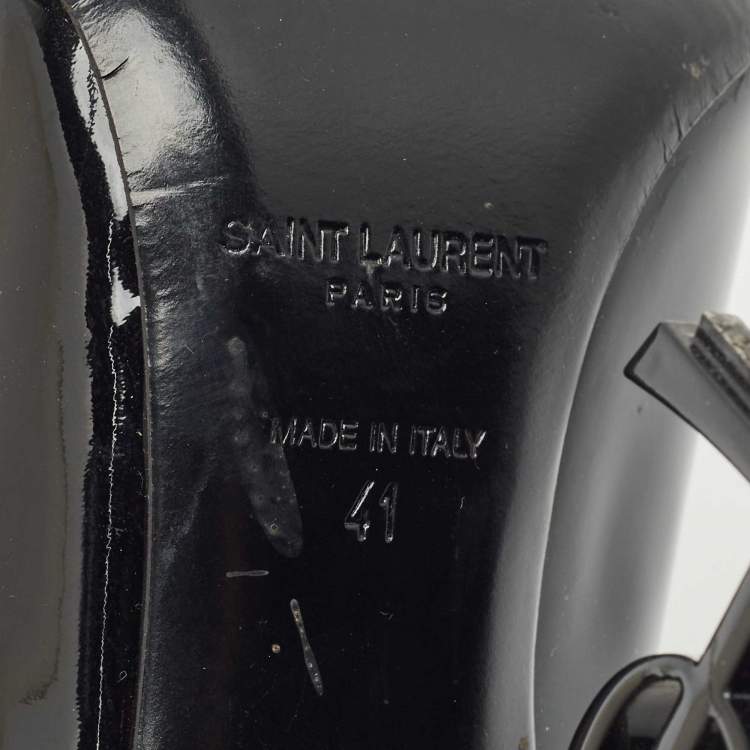 SAINT LAURENT
PARIS
MADE IN ITALY
41